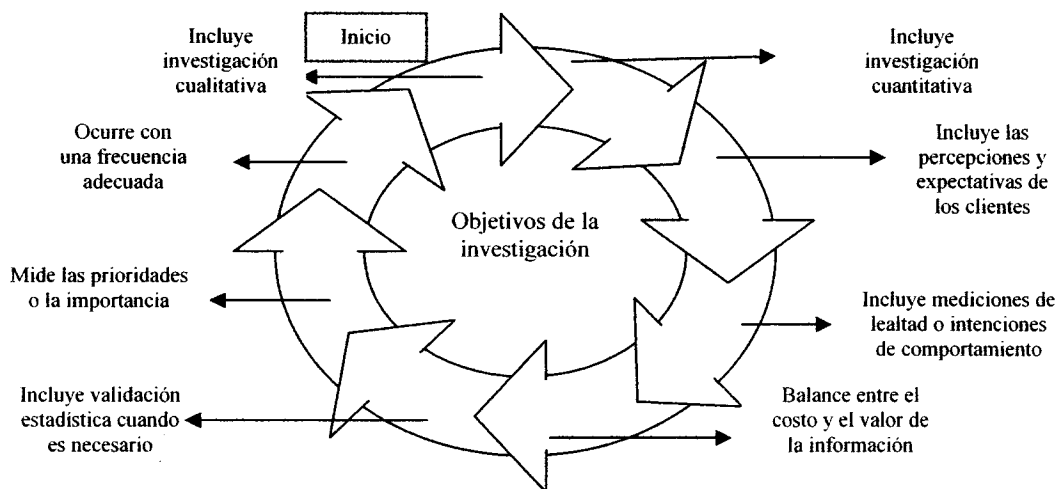 Inicio
Incluye
investigación
cualitativa
Incluye
investigación
cuantitativa
Ocurre con
una frecuencia
adecuada
Incluye las
percepciones y
expectativas de
los clientes
Objetivos de la
investigación
Mide las prioridades
o la importancia
Incluye mediciones de
lealtad o intenciones
de comportamiento
Incluye validación
estadística cuando
es necesario
Balance entre el
costo y el valor de
la información